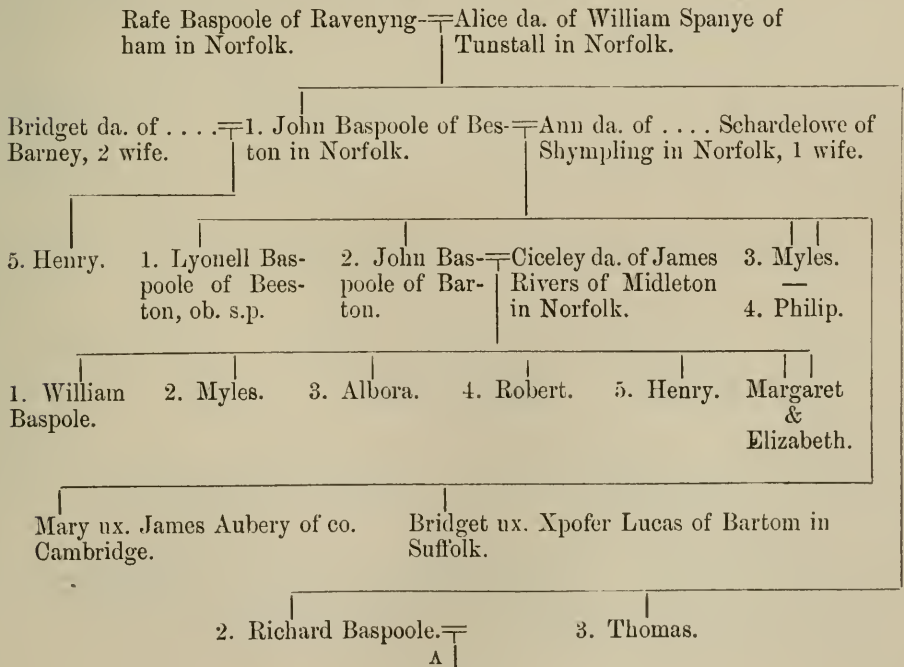 Rafe Baspoole of Ravenyng-
ham in Norfolk.
Alice da. of William Spanye of
Tunstall in Norfolk.
Bridget da. of . . . .
Barney, 2 wife.
1. John Baspoole of Bes-
ton in Norfolk.
Ann da. of . . . . Schardelowe of
Shympling in Norfolk, 1 wife.
5. Henry.
1. Lyonell Bas-
poole of Bees-
ton, ob. s.p.
2. John Bas-
poole of Bar-
ton.
Ciceley da. of James
Rivers of Midleton
in Norfolk.
3. Myles.
—
4. Philip.
1. William
Baspole.
2. Myles.
3. Albora.
4. Robert.
5. Henry.
Margaret
&
Elizabeth.
Mary ux. James Aubery of co.
Cambridge.
Bridget ux. Xpofer Lucas of Bartom in
Suffolk.
2. Richard Baspoole.
3. Thomas.
A